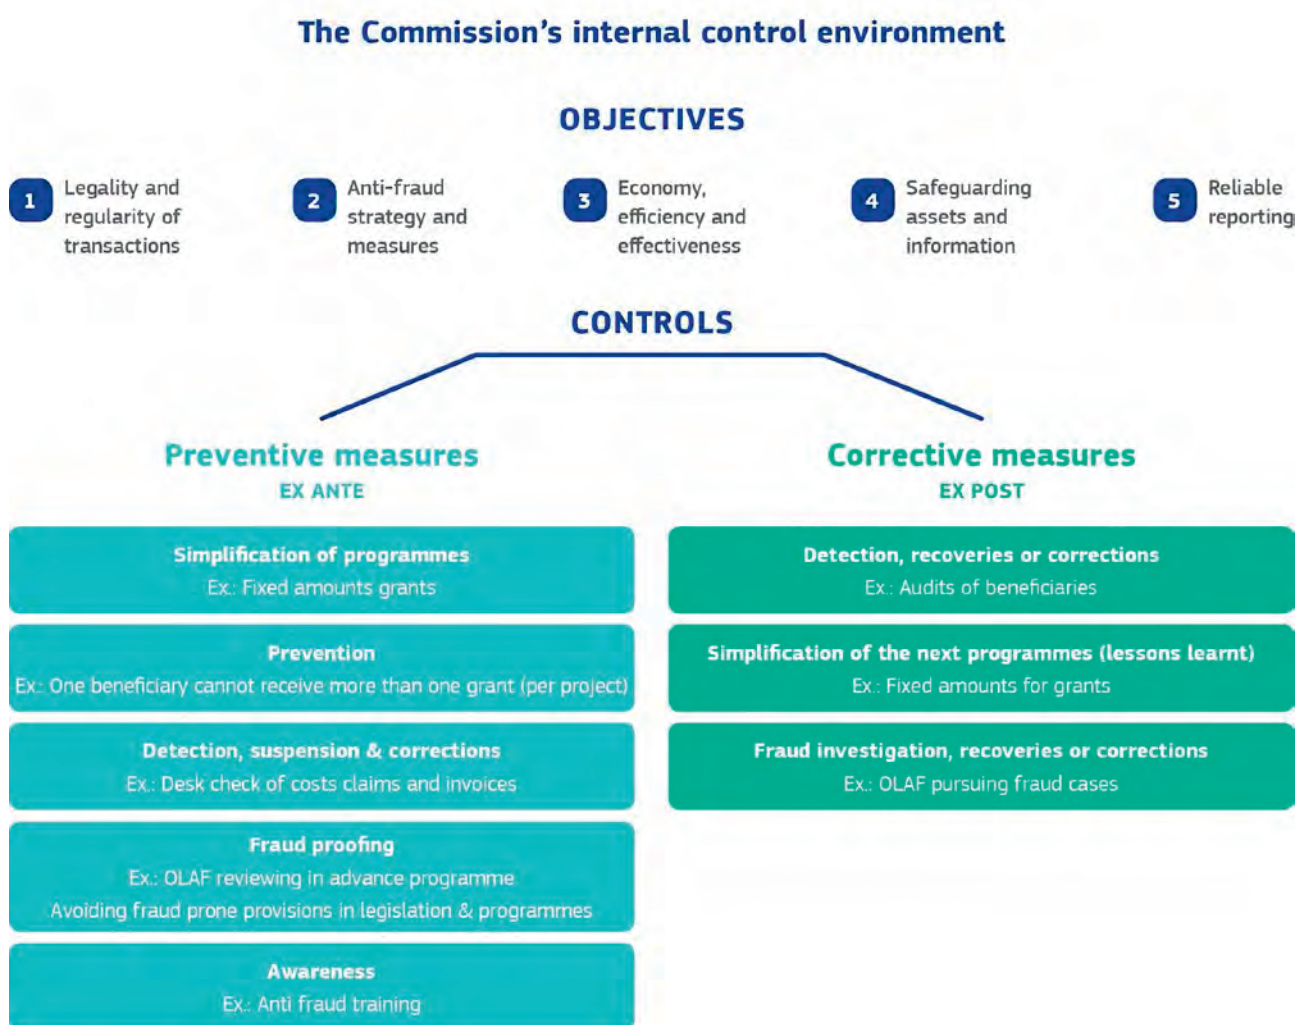 The Commission's internal control environment
OBJECTIVES
1
Legality and
regularity of
transactions
2
Anti-fraud
strategy and
measures
3
Economy,
efficiency and
effectiveness
4
Safeguarding
assets and
information
5
Reliable
reporting
CONTROLS
Preventive measures
EX ANTE
Simplification of programmes
Ex.: Fixed amounts grants
Prevention
Ex.: One beneficiary cannot receive more than one grant (per project)
Detection, suspension & corrections
Ex.: Desk check of costs claims and invoices
Fraud proofing
Ex.: OLAF reviewing in advance programme
Avoiding fraud prone provisions in legislation & programmes
Awareness
Ex.: Anti fraud training
Corrective measures
EX POST
Detection, recoveries or corrections
Ex.: Audits of beneficiaries
Simplification of the next programmes (lessons learnt)
Ex.: Fixed amounts for grants
Fraud investigation, recoveries or corrections
Ex.: OLAF pursuing fraud cases